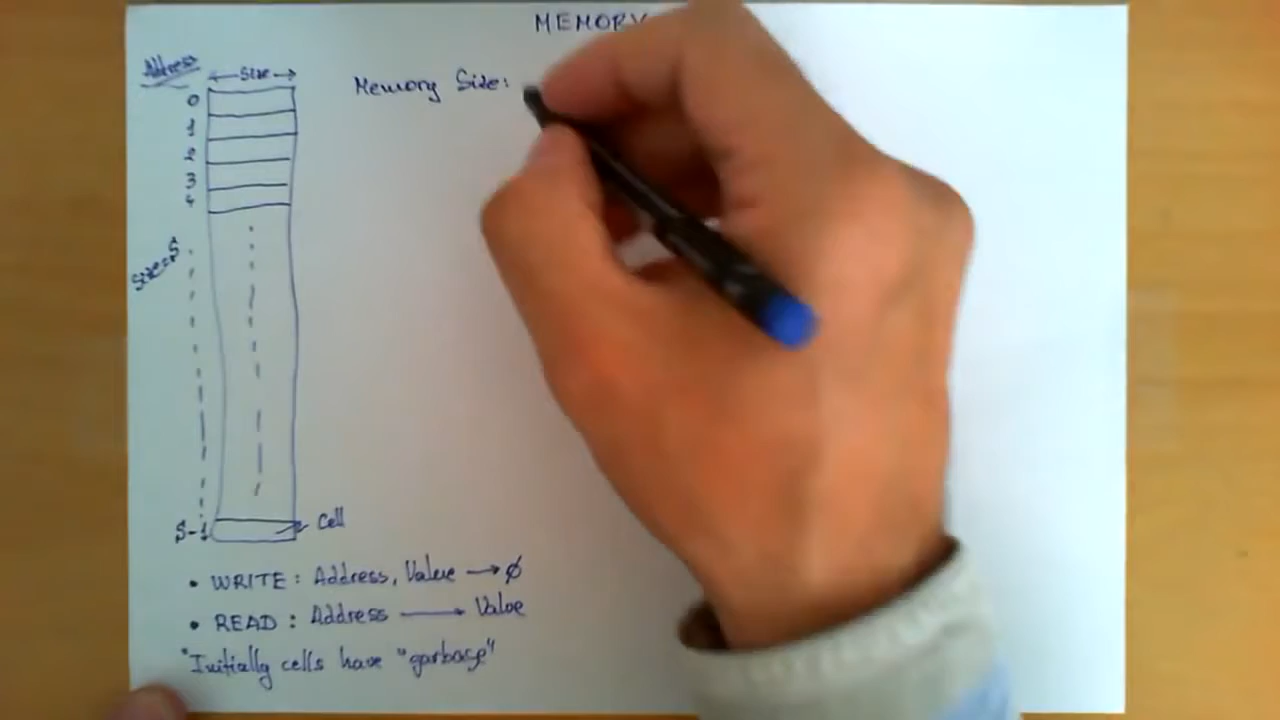 MEMORY
Address
Size
Memory Size:
0
1
2
3
4
Size=S
S-1
Cell
• WRITE: Address, Value → Ø
• READ: Address → Value
"Initially cells have "garbage"